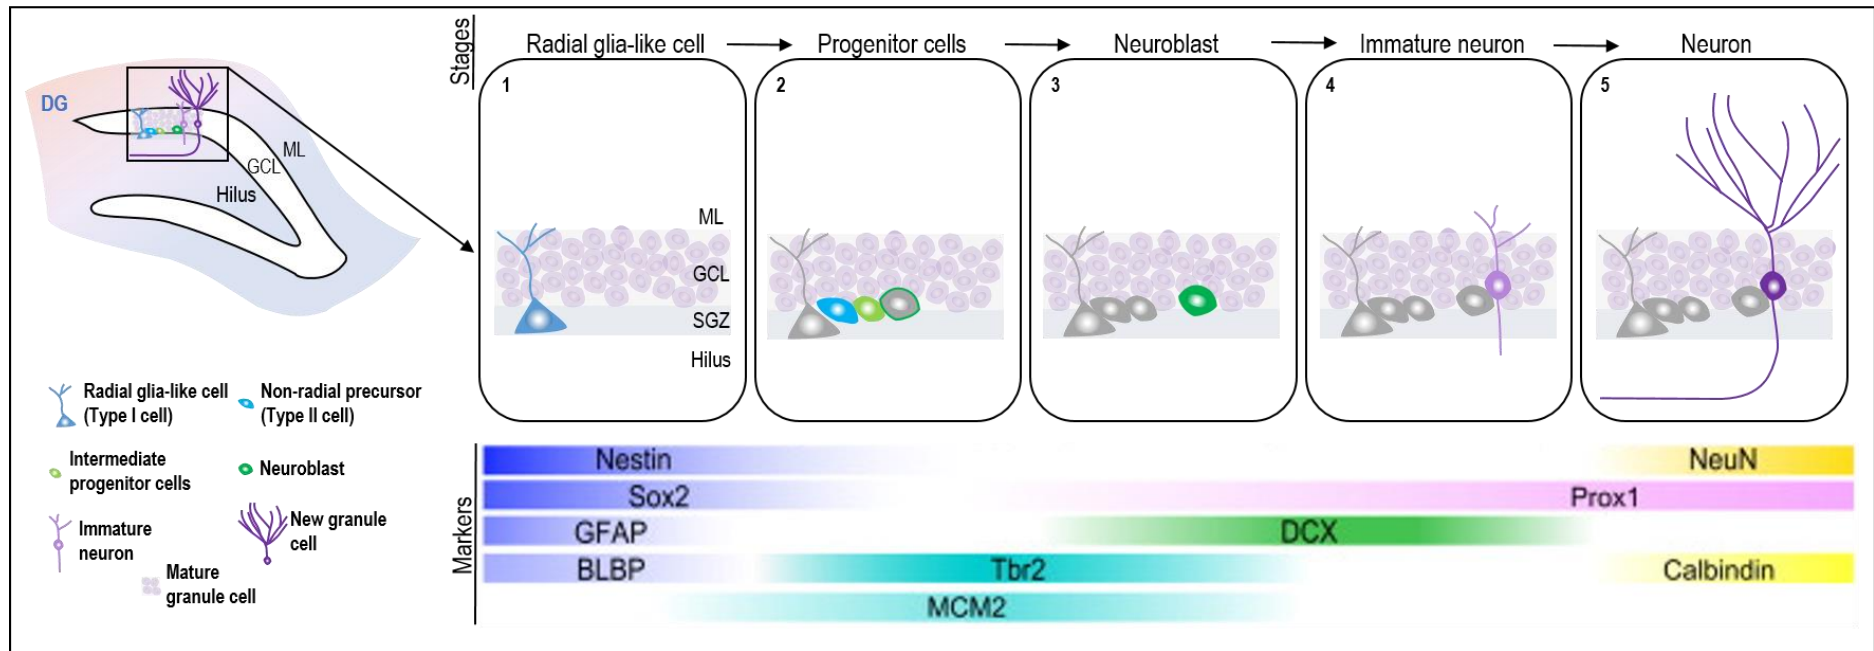 Stages
Radial glia-like cell
Progenitor cells
Neuroblast
Immature neuron
Neuron
1
2
3
4
5
DG
ML
GCL
Hilus
ML
GCL
SGZ
Hilus
Radial glia-like cell
(Type I cell)
Non-radial precursor
(Type II cell)
Intermediate
progenitor cells
Neuroblast
Immature
neuron
New granule
cell
Mature
granule cell
Markers
Nestin
NeuN
Sox2
Prox1
GFAP
DCX
BLBP
Tbr2
Calbindin
MCM2